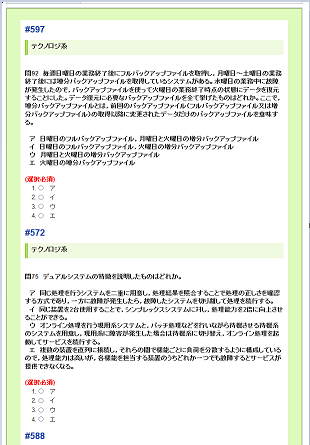 #597
テクノロジ系
問92 毎週日曜日の業務終了後にフルバックアップファイルを取得し，月曜日～土曜日の業務
終了後には増分バックアップファイルを取得しているシステムがある。水曜日の業務中に故障
が発生したので，バックアップファイルを使って火曜日の業務終了時点の状態にデータを復元
することにした。データ復元に必要なバックアップファイルを全て挙げたものはどれか。ここで，
増分バックアップファイルとは，前回のバックアップファイル（フルバックアップファイル又は増
分バックアップファイル）の取得以降に変更されたデータだけのバックアップファイルを意味す
る。
ア 日曜日のフルバックアップファイル，月曜日と火曜日の増分バックアップファイル
イ 日曜日のフルバックアップファイル，火曜日の増分バックアップファイル
ウ 月曜日と火曜日の増分バックアップファイル
エ 火曜日の増分バックアップファイル
(選択必須)
1. ア
2. イ
3. ウ
4. エ
#572
テクノロジ系
問75 デュアルシステムの特徴を説明したものはどれか。
ア 同じ処理を行うシステムを二重に用意し，処理結果を照合することで処理の正しさを確
認する方式であり，一方に故障が発生したら，故障したシステムを切り離して処理を続行する。
イ 同じ装置を2台使用することで，シンプレックスシステムに対し，処理能力を2倍に向上させ
ることができる。
ウ オンライン処理を行う現用系システムと，バッチ処理などを行いながら待機させる待機系
のシステムを用意し，現用系に障害が発生した場合は待機系に切り替え，オンライン処理を起
動してサービスを続行する。
エ 複数の装置を直列に接続し，それらの間で機能ごとに負荷を分散するように構成している
ので，処理能力は高いが，各機能を担当する装置のうちどれか一つでも故障するとサービスが
提供できなくなる。
(選択必須)
1. ア
2. イ
3. ウ
4. エ
#588